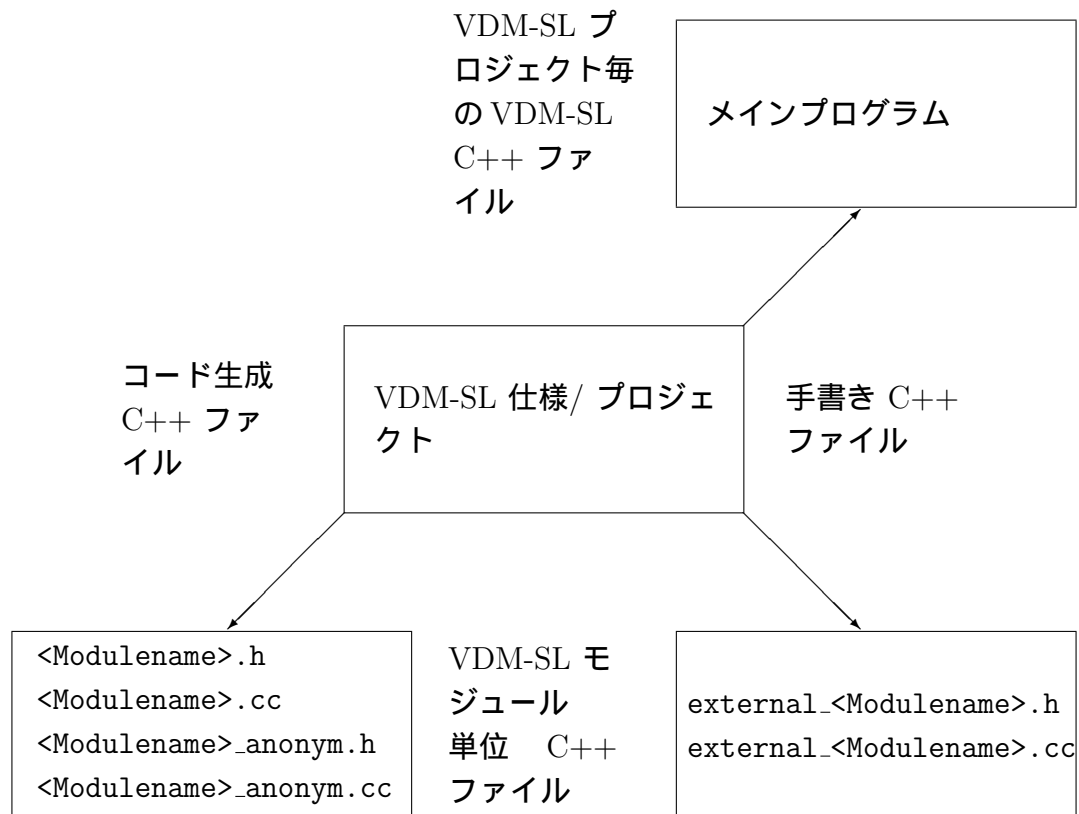 VDM-SL プ
ロジェクト毎
の VDM-SL
C++ ファ
イル
メインプログラム
コード生成
C++ ファ
イル
VDM-SL 仕様/ プロジェ
クト
手書き C++
ファイル
<Modulename>.h
<Modulename>.cc
<Modulename>_anonym.h
<Modulename>_anonym.cc
VDM-SL モ
ジュール
単位 C++
ファイル
external_<Modulename>.h
external_<Modulename>.cc